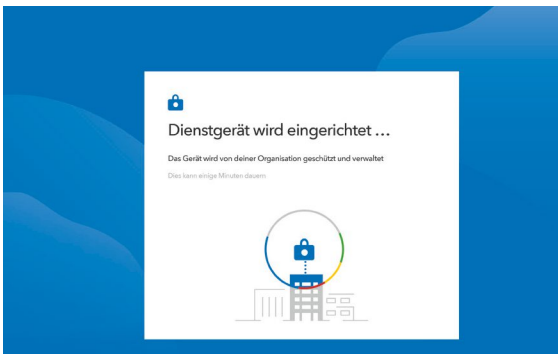 Dienstgerät wird eingerichtet …
Das Gerät wird von deiner Organisation geschützt und verwaltet
Dies kann einige Minuten dauern